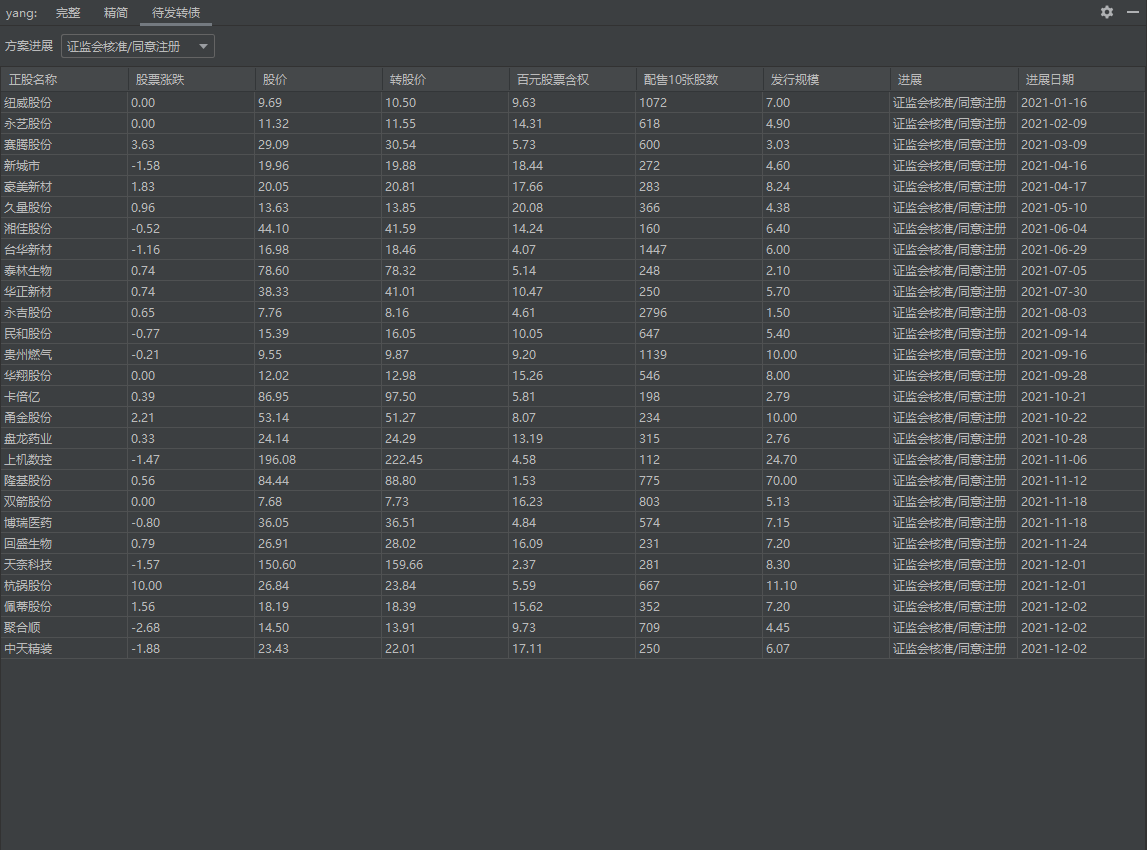 yang: 完整 精简 待发转债
方案进展 证监会核准/同意注册
正股名称 股票涨跌 股价 转股价 百元股票含权 配售10张股数 发行规模 进展 进展日期
纽威股份 0.00 9.69 10.50 9.63 1072 7.00 证监会核准/同意注册 2021-01-16
永艺股份 0.00 11.32 11.55 14.31 618 4.90 证监会核准/同意注册 2021-02-09
赛腾股份 3.63 29.09 30.54 5.73 600 3.03 证监会核准/同意注册 2021-03-09
新城市 -1.58 19.96 19.88 18.44 272 4.60 证监会核准/同意注册 2021-04-16
豪美新材 1.83 20.05 20.81 17.66 283 8.24 证监会核准/同意注册 2021-04-17
久量股份 0.96 13.63 13.85 20.08 366 4.38 证监会核准/同意注册 2021-05-10
湘佳股份 -0.52 44.10 41.59 14.24 160 6.40 证监会核准/同意注册 2021-06-04
台华新材 -1.16 16.98 18.46 4.07 1447 6.00 证监会核准/同意注册 2021-06-29
泰林生物 0.74 78.60 78.32 5.14 248 2.10 证监会核准/同意注册 2021-07-05
华正新材 0.74 38.33 41.01 10.47 250 5.70 证监会核准/同意注册 2021-07-30
永吉股份 0.65 7.76 8.16 4.61 2796 1.50 证监会核准/同意注册 2021-08-03
民和股份 -0.77 15.39 16.05 10.05 647 5.40 证监会核准/同意注册 2021-09-14
贵州燃气 -0.21 9.55 9.87 9.20 1139 10.00 证监会核准/同意注册 2021-09-16
华翔股份 0.00 12.02 12.98 15.26 546 8.00 证监会核准/同意注册 2021-09-28
卡倍亿 0.39 86.95 97.50 5.81 198 2.79 证监会核准/同意注册 2021-10-21
甬金股份 2.21 53.14 51.27 8.07 234 10.00 证监会核准/同意注册 2021-10-22
盘龙药业 0.33 24.14 24.29 13.19 315 2.76 证监会核准/同意注册 2021-10-28
上机数控 -1.47 196.08 222.45 4.58 112 24.70 证监会核准/同意注册 2021-11-06
隆基股份 0.56 84.44 88.80 1.53 775 70.00 证监会核准/同意注册 2021-11-12
双箭股份 0.00 7.68 7.73 16.23 803 5.13 证监会核准/同意注册 2021-11-18
博瑞医药 -0.80 36.05 36.51 4.84 574 7.15 证监会核准/同意注册 2021-11-18
回盛生物 0.79 26.91 28.02 16.09 231 7.20 证监会核准/同意注册 2021-11-24
天奈科技 -1.57 150.60 159.66 2.37 281 8.30 证监会核准/同意注册 2021-12-01
杭锅股份 10.00 26.84 23.84 5.59 667 11.10 证监会核准/同意注册 2021-12-01
佩蒂股份 1.56 18.19 18.39 15.62 352 7.20 证监会核准/同意注册 2021-12-02
聚合顺 -2.68 14.50 13.91 9.73 709 4.45 证监会核准/同意注册 2021-12-02
中天精装 -1.88 23.43 22.01 17.11 250 6.07 证监会核准/同意注册 2021-12-02